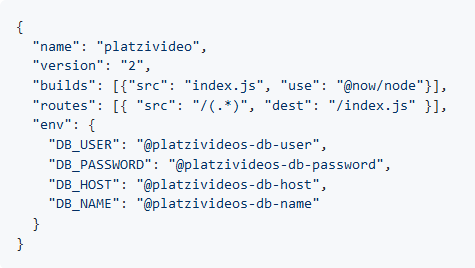 {
  "name": "platzivideo",
  "version": "2",
  "builds": [{"src": "index.js", "use": "@now/node"}],
  "routes": [{ "src": "/(.*)", "dest": "/index.js" }],
  "env": {
    "DB_USER": "@platzivideos-db-user",
    "DB_PASSWORD": "@platzivideos-db-password",
    "DB_HOST": "@platzivideos-db-host",
    "DB_NAME": "@platzivideos-db-name"
  }
}